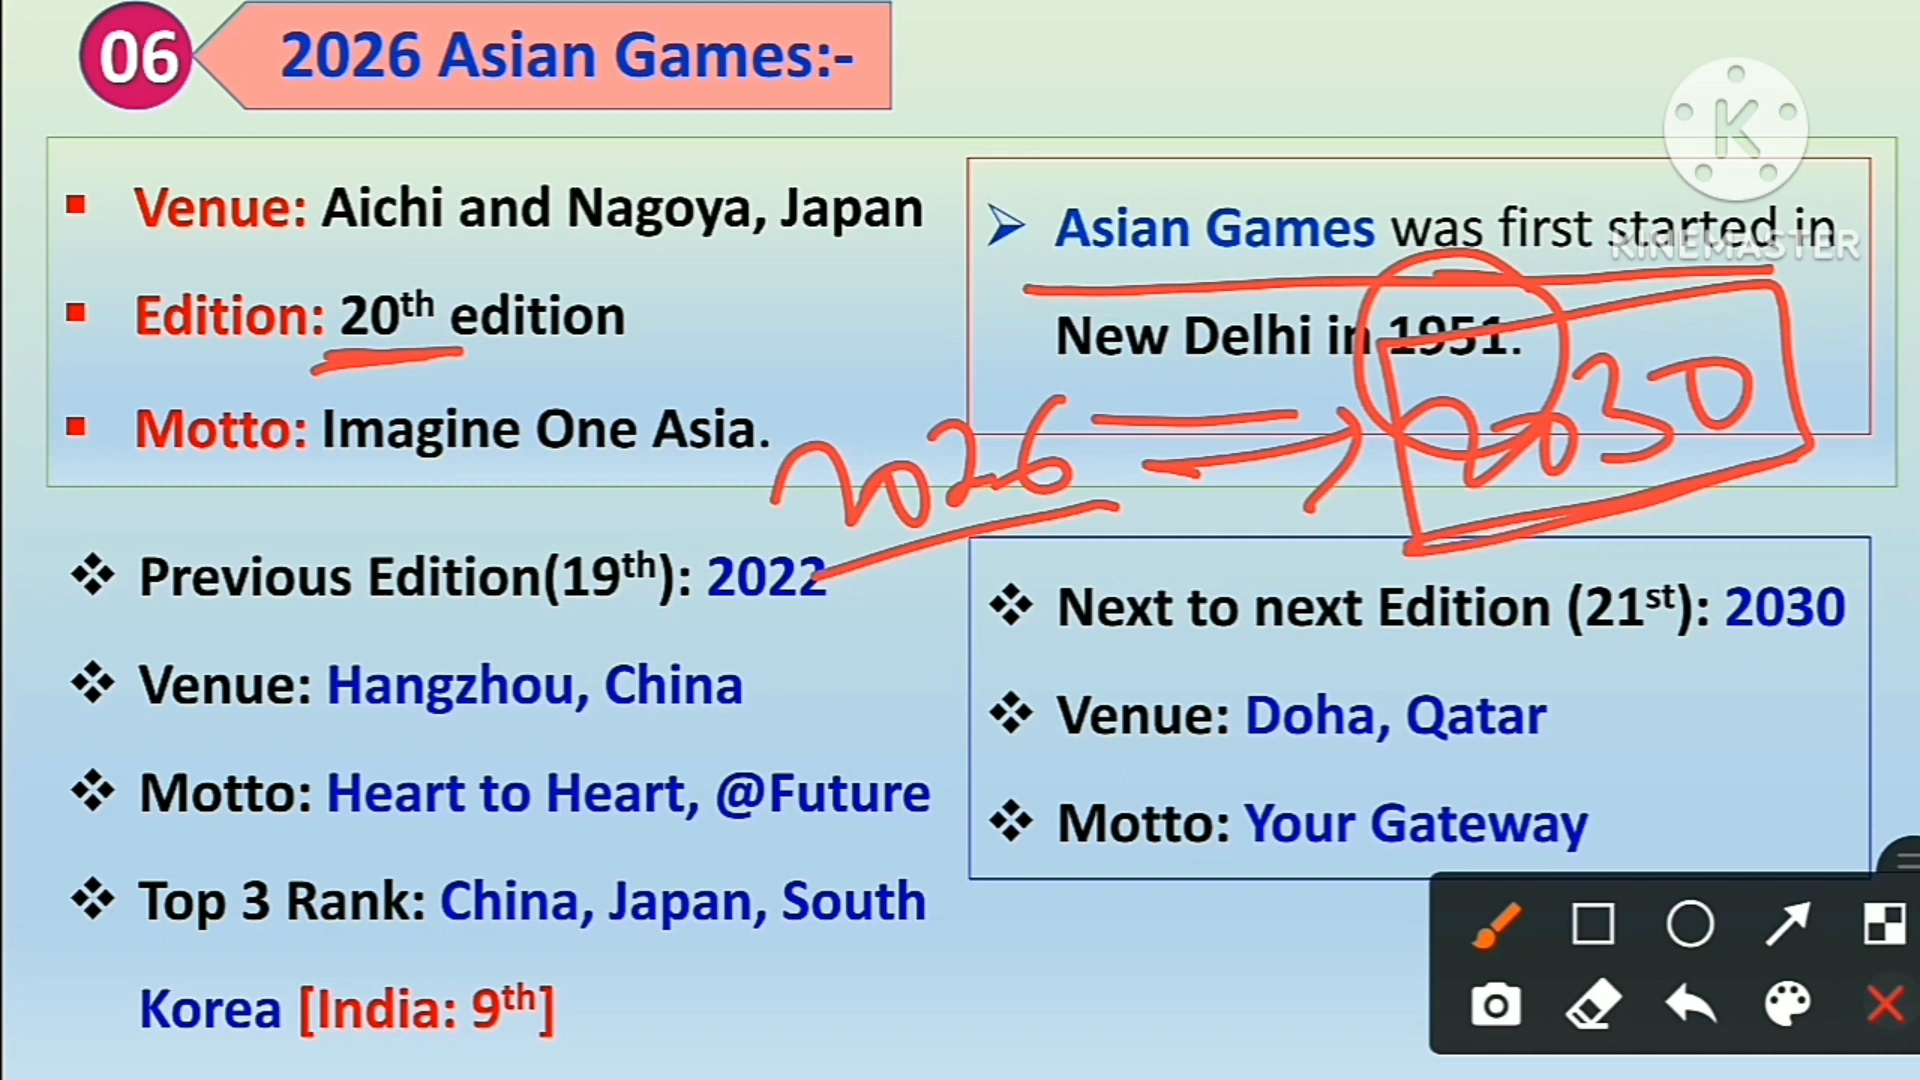 06
2026 Asian Games:-
Venue: Aichi and Nagoya, Japan
Edition: 20th edition
Motto: Imagine One Asia.
Asian Games was first started in
New Delhi in 1951.
K
KINEMASTER
2026
2030
Previous Edition(19th): 2022
Venue: Hangzhou, China
Motto: Heart to Heart, @Future
Top 3 Rank: China, Japan, South
Korea [India: 9th]
Next to next Edition (21st): 2030
Venue: Doha, Qatar
Motto: Your Gateway